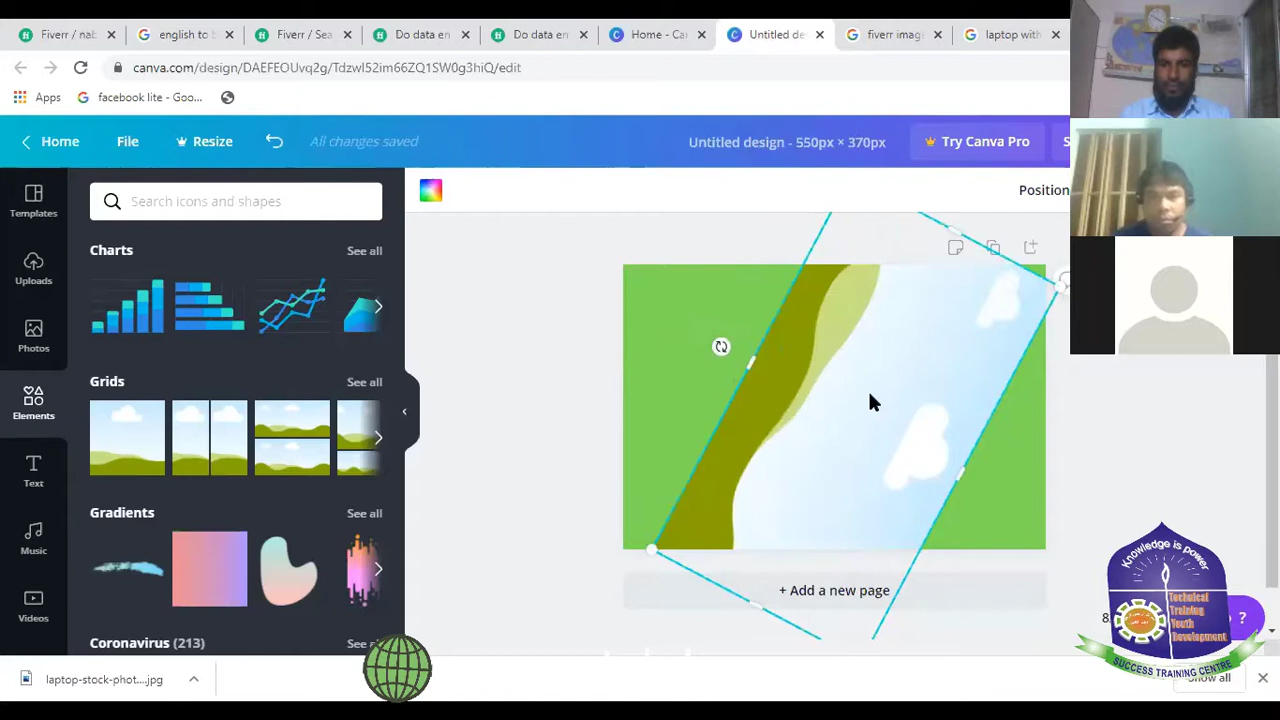 Fiverr / nab
english to b
Fiverr / Sea
Do data en
Do data en
Home - Can
Untitled de
fiverr imag
laptop with
canva.com/design/DAEFEOUvq2g/TdzwI52im66ZQ1SW0g3hiQ/edit
Apps
facebook lite - Goo...
Home
File
Resize
All changes saved
Untitled design - 550px × 370px
Try Canva Pro
S
Templates
Search icons and shapes
Position
Charts
See all
Uploads
Photos
Grids
See all
Elements
Text
Gradients
See all
Music
Videos
+ Add a new page
Coronavirus (213)
See a
8
?
laptop-stock-phot....jpg
Show all
Knowledge is power
Technical
Training
Youth
Development
SUCCESS TRAINING CENTRE